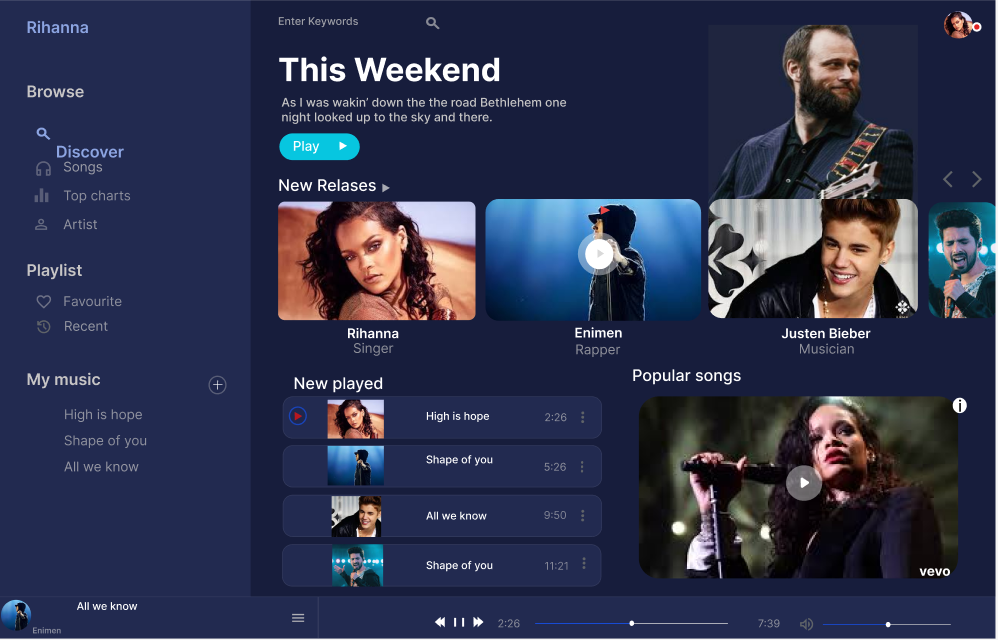 Rihanna
Browse
Discover
Songs
Top charts
Artist
Playlist
Favourite
Recent
My music
High is hope
Shape of you
All we know
Enter Keywords
This Weekend
As I was wakin' down the the road Bethlehem one
night looked up to the sky and there.
Play
New Relases
Rihanna
Singer
Enimen
Rapper
Justen Bieber
Musician
New played
High is hope 2:26
Shape of you 5:26
All we know 9:50
Shape of you 11:21
Popular songs
vevo
All we know
Enimen
2:26
7:39